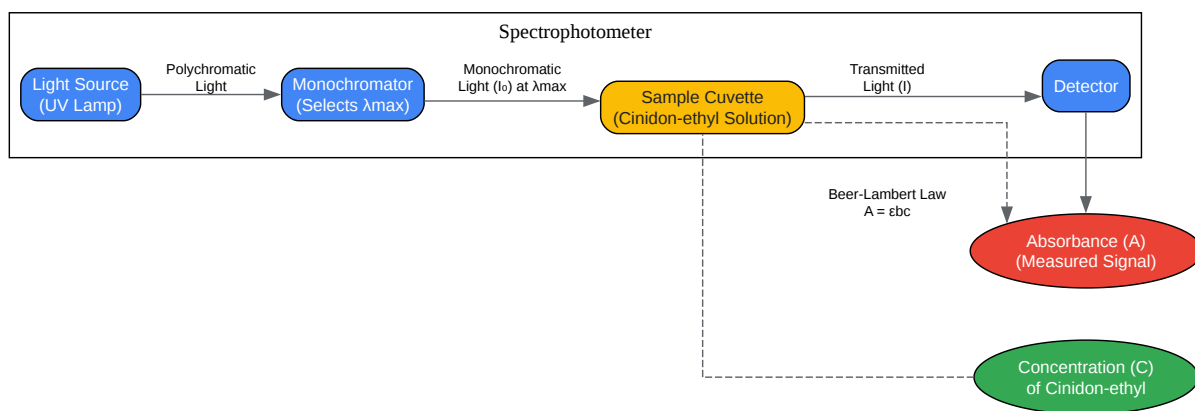 Spectrophotometer
Light Source
(UV Lamp)
Polychromatic
Light
Monochromator
(Selects λmax)
Monochromatic
Light (I₀) at λmax
Sample Cuvette
(Cinidon-ethyl Solution)
Transmitted
Light (I)
Detector
Beer-Lambert Law
A = εbc
Absorbance (A)
(Measured Signal)
Concentration (C)
of Cinidon-ethyl